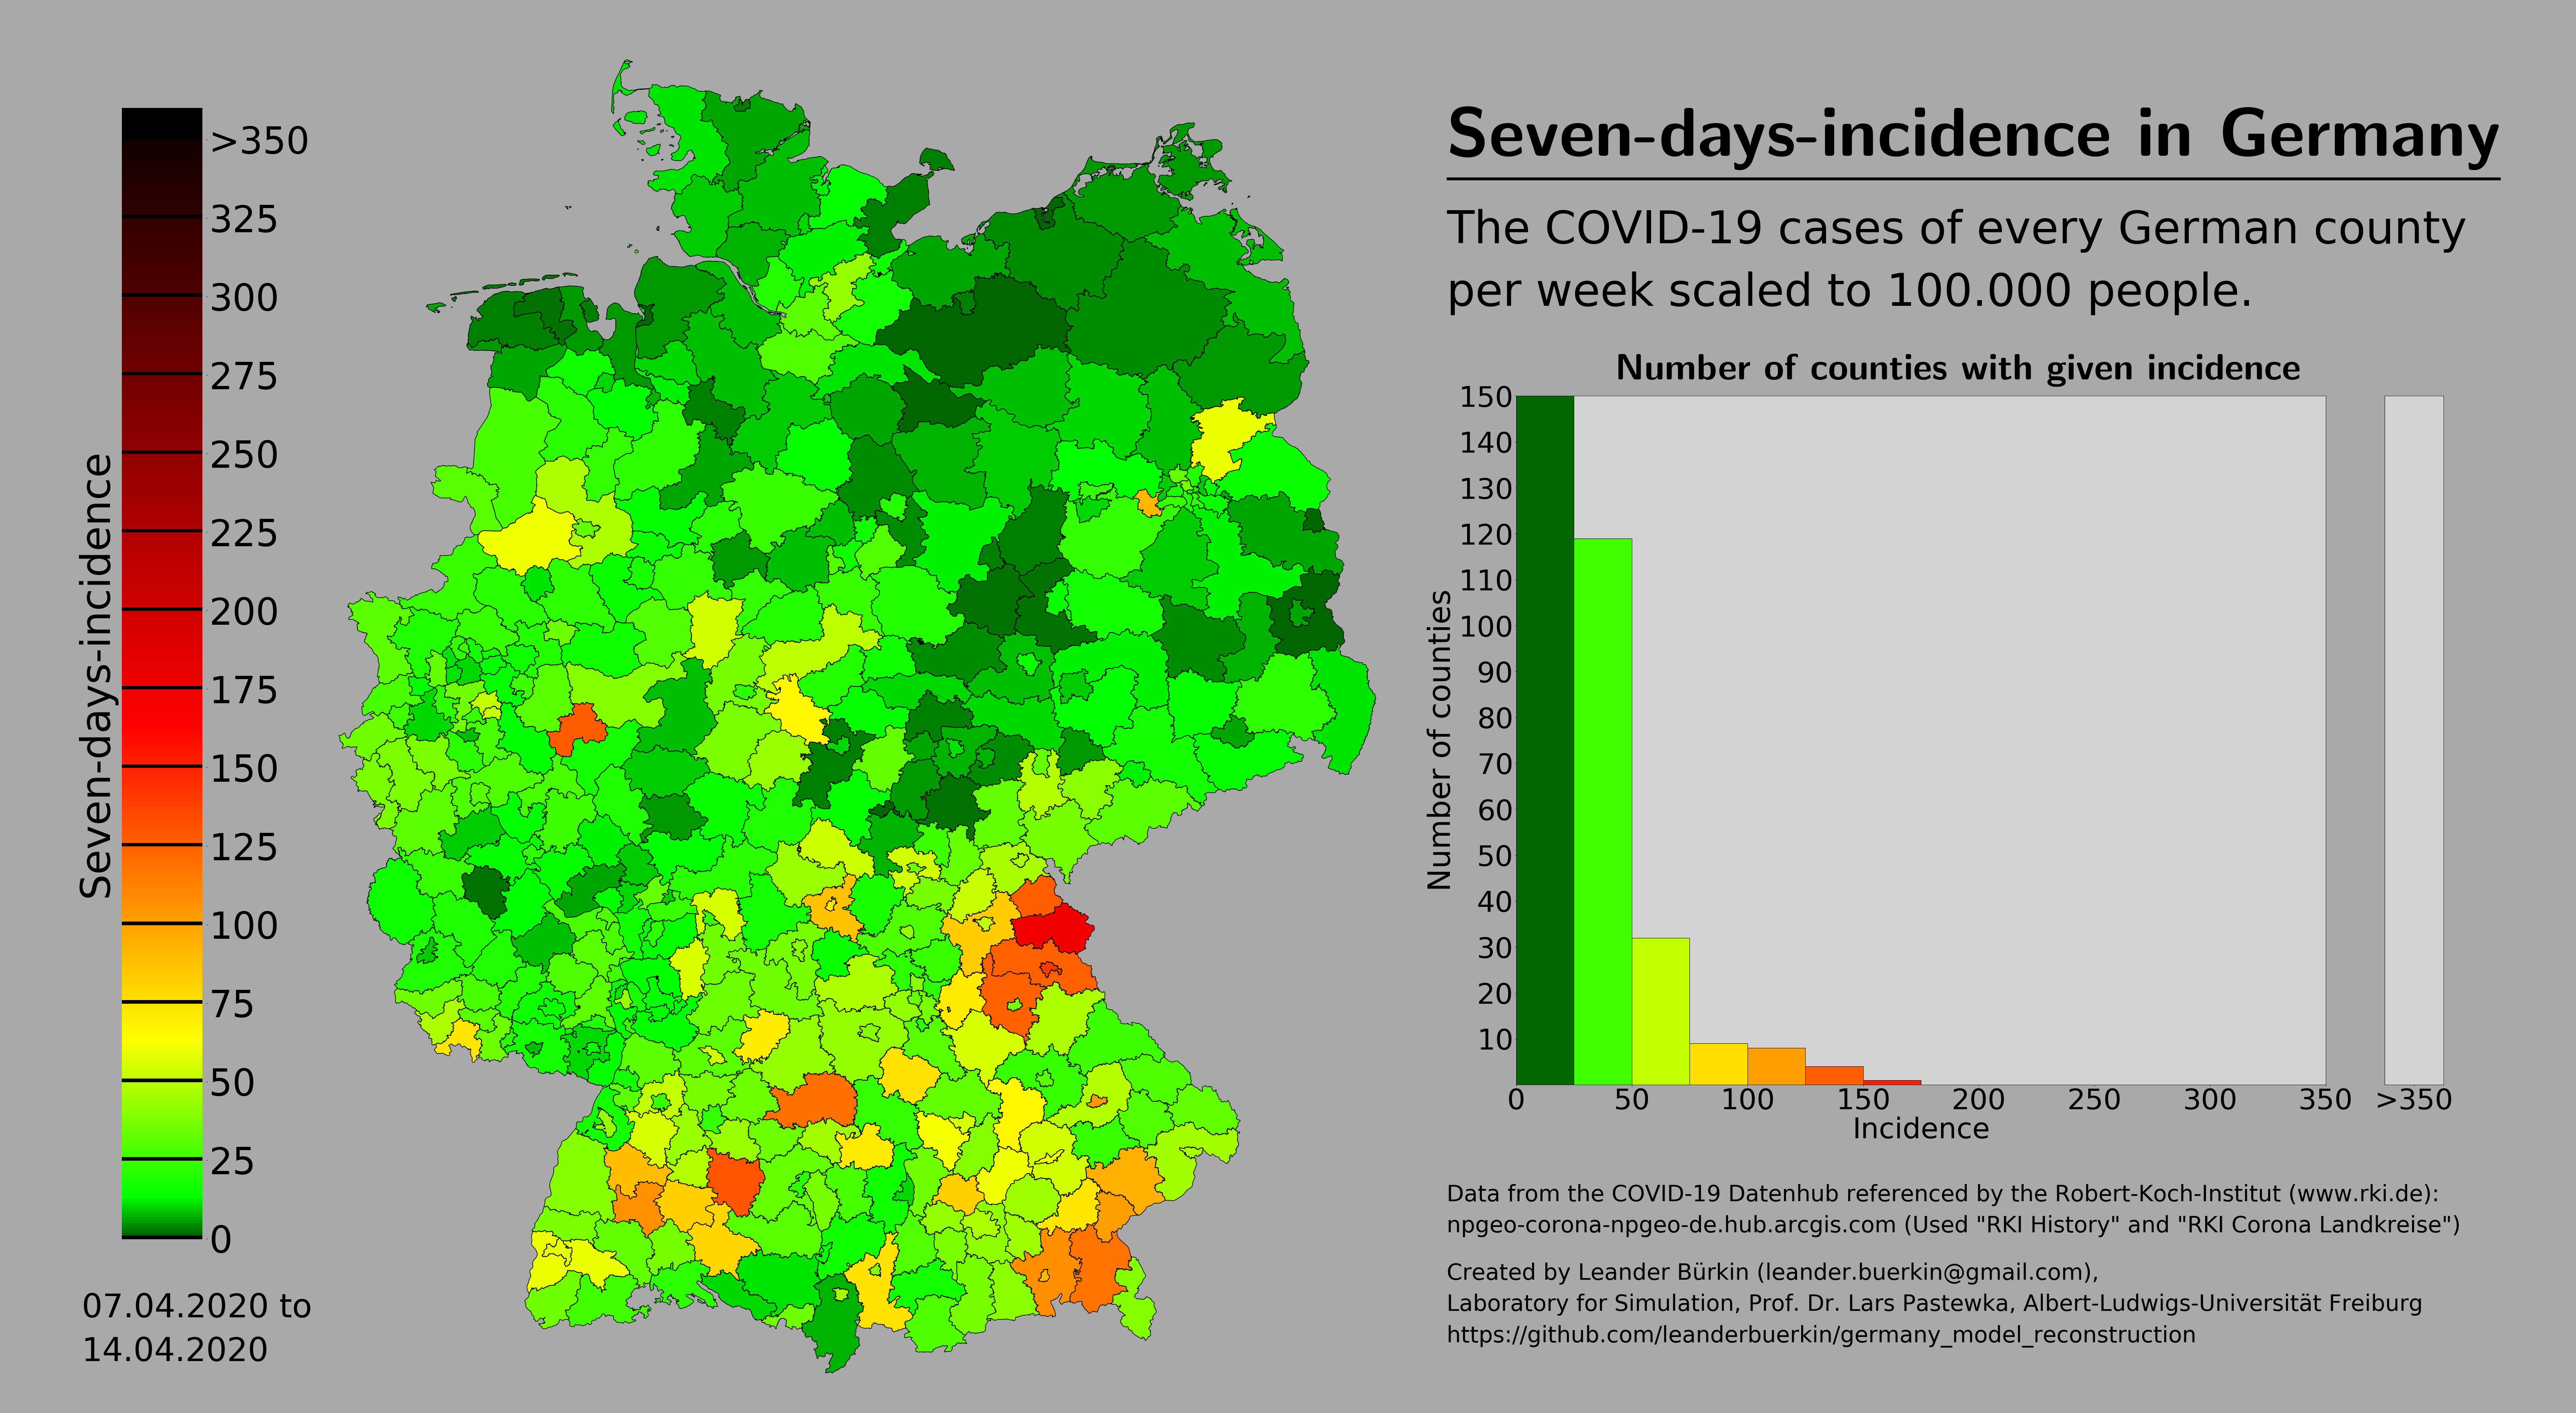 Seven-days-incidence in Germany
The COVID-19 cases of every German county
per week scaled to 100.000 people.
>350
325
300
275
250
225
200
175
150
125
100
75
50
25
0
Seven-days-incidence
07.04.2020 to
14.04.2020
Number of counties with given incidence
150
140
130
120
110
100
90
80
70
60
50
40
30
20
10
Number of counties
0 50 100 150 200 250 300 350 >350
Incidence
Data from the COVID-19 Datenhub referenced by the Robert-Koch-Institut (www.rki.de):
npgeo-corona-npgeo-de.hub.arcgis.com (Used "RKI History" and "RKI Corona Landkreise")
Created by Leander Bürkin (leander.buerkin@gmail.com),
Laboratory for Simulation, Prof. Dr. Lars Pastewka, Albert-Ludwigs-Universität Freiburg
https://github.com/leanderbuerkin/germany_model_reconstruction